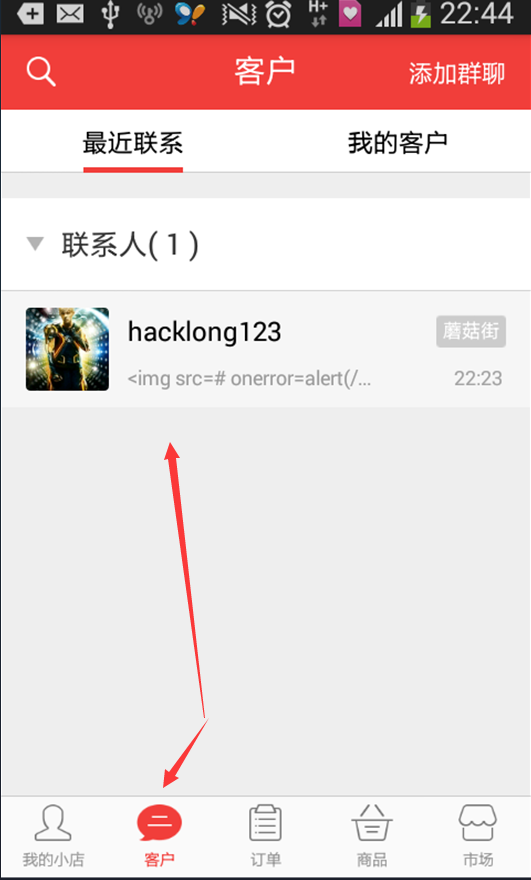 H+ 22:44
客户 添加群聊
最近联系 我的客户
联系人( 1 )
hacklong123 蘑菇街
<img src=# onerror=alert(/... 22:23
我的小店 客户 订单 商品 市场